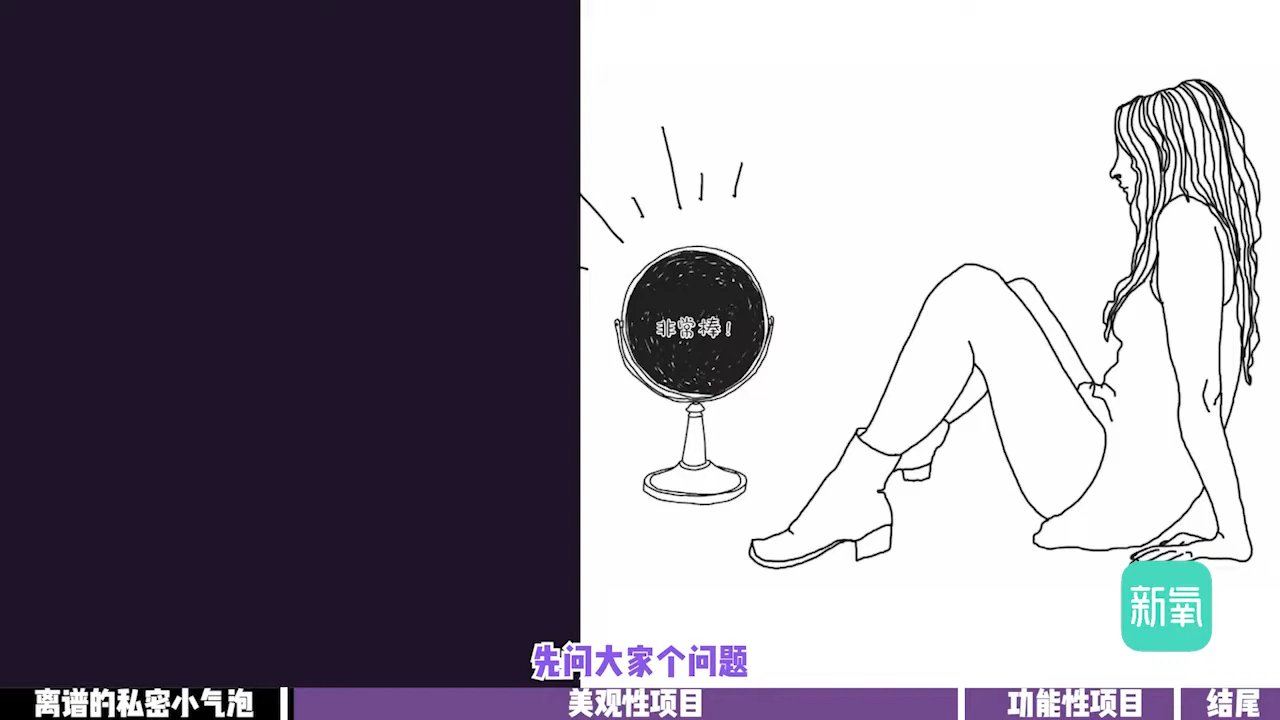 非常棒!
新氧
先问大家个问题
离谱的私密小气泡
美观性项目
功能性项目
结尾